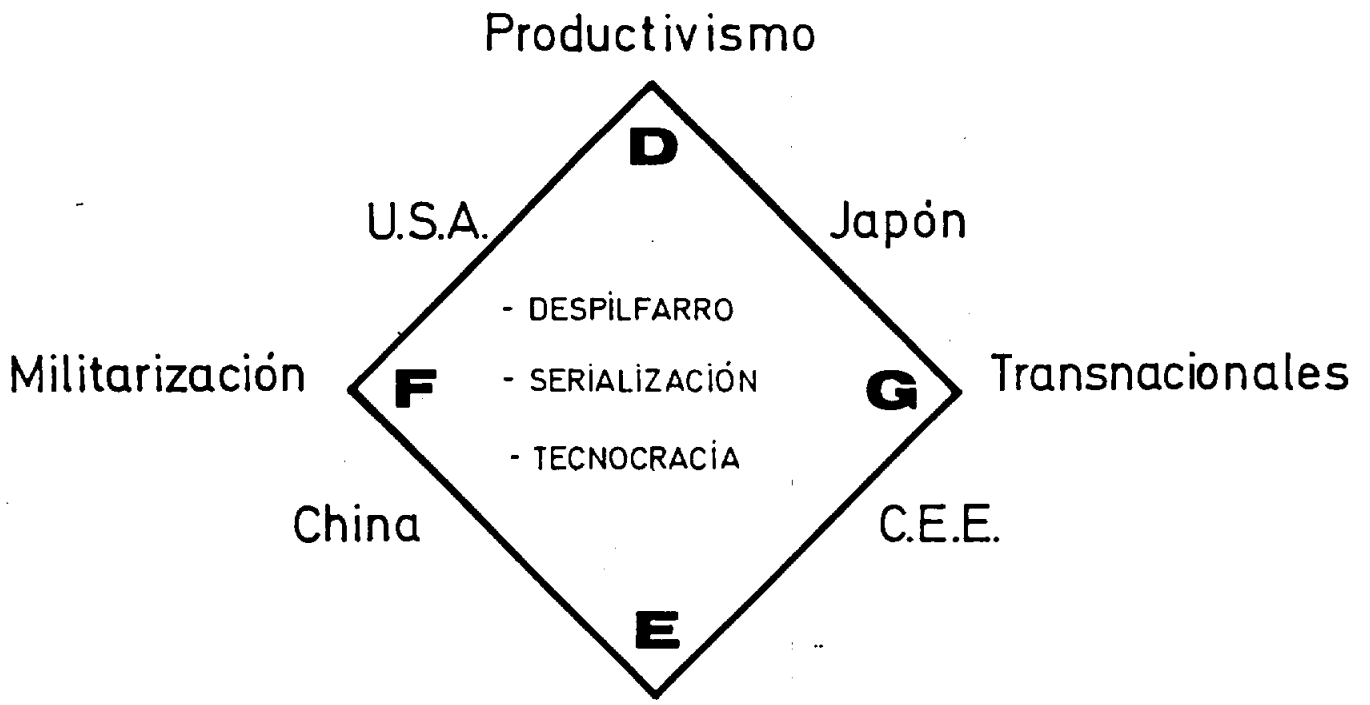 Productivismo
D
U.S.A.
Japón
- DESPILFARRO
Militarización
F
- SERIALIZACIÓN
G
Transnacionales
- TECNOCRACIA
China
C.E.E.
E